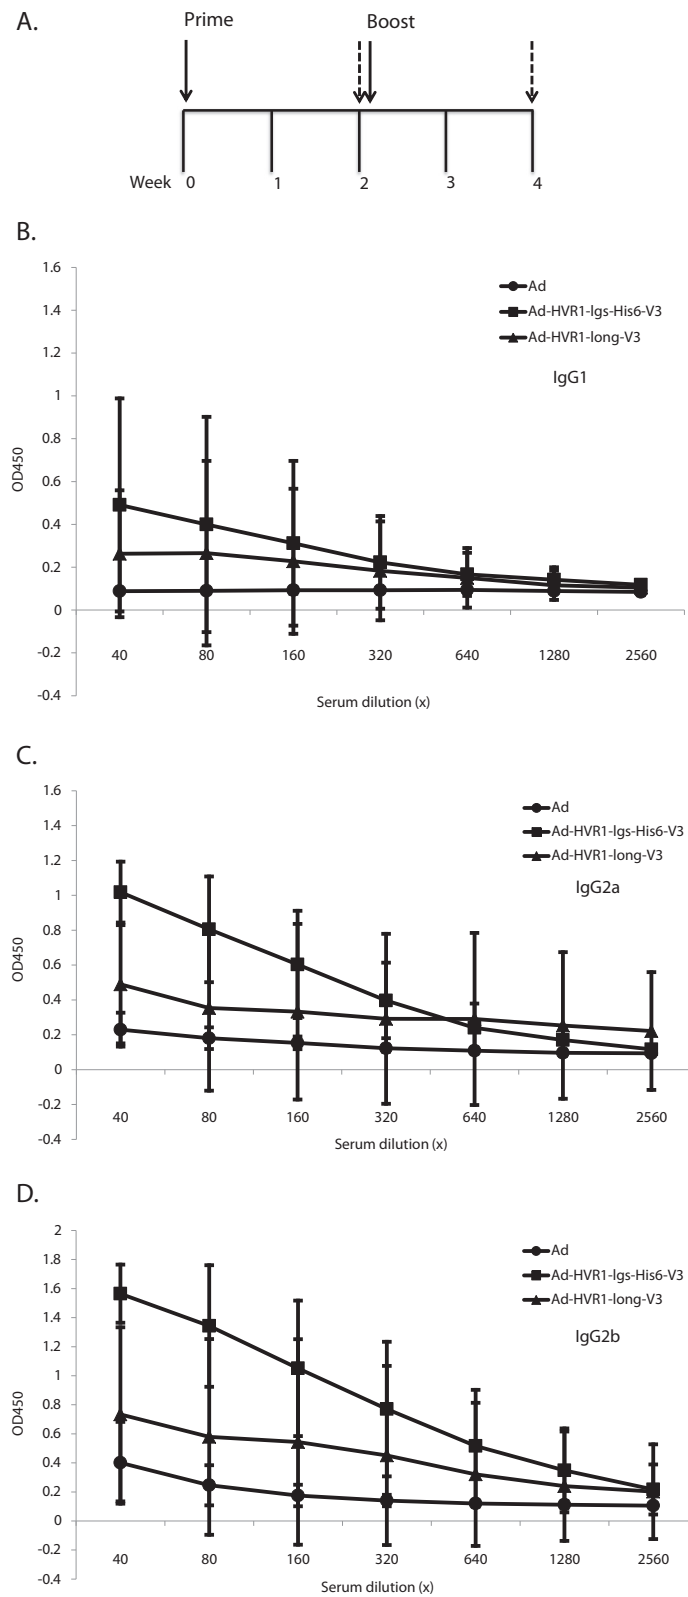 A.
Prime Boost
Week 0 1 2 3 4
B.
1.6
Ad
1.4
Ad-HVR1-lgs-His6-V3
1.2
Ad-HVR1-long-V3
IgG1
1
0.8
OD450
0.6
0.4
0.2
0
-0.2
40 80 160 320 640 1280 2560
-0.4
Serum dilution (x)
C.
1.6
Ad
1.4
Ad-HVR1-lgs-His6-V3
1.2
Ad-HVR1-long-V3
IgG2a
1
0.8
OD450
0.6
0.4
0.2
0
-0.2
40 80 160 320 640 1280 2560
-0.4
Serum dilution (x)
D.
2
Ad
1.8
Ad-HVR1-lgs-His6-V3
1.6
Ad-HVR1-long-V3
1.4
IgG2b
1.2
1
0.8
OD450
0.6
0.4
0.2
0
-0.2
40 80 160 320 640 1280 2560
-0.4
Serum dilution (x)